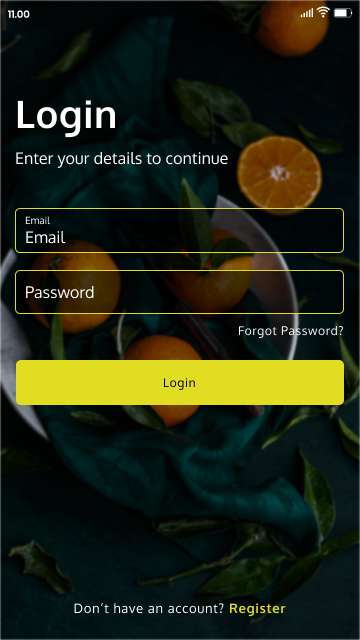 11.00
Login
Enter your details to continue
Email
Email
Password
Forgot Password?
Login
Don't have an account? Register